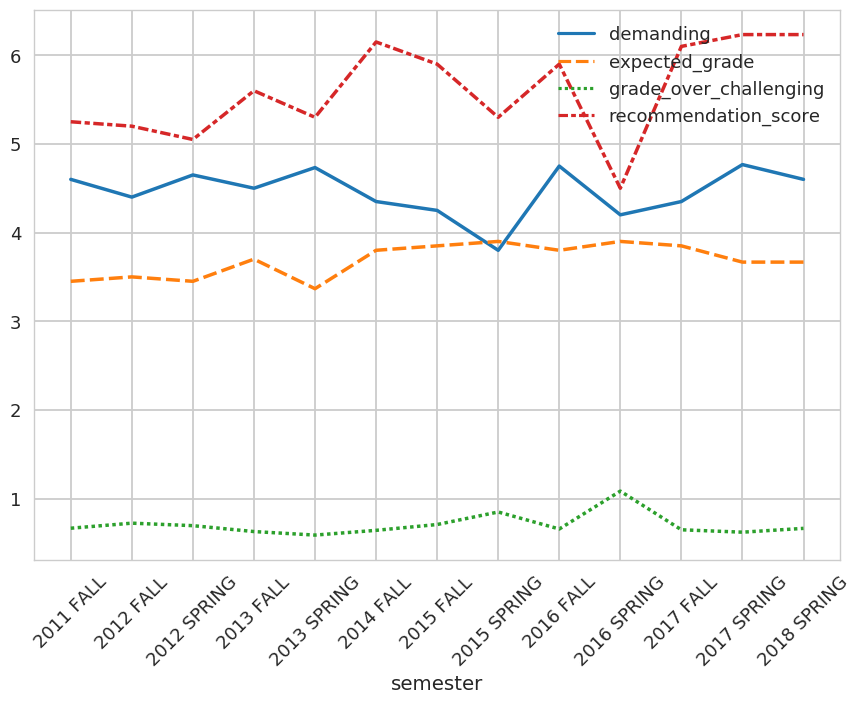 demanding
expected_grade
grade_over_challenging
recommendation_score
6
5
4
3
2
1
2011 FALL
2012 FALL
2012 SPRING
2013 FALL
2013 SPRING
2014 FALL
2015 FALL
2015 SPRING
2016 FALL
2016 SPRING
2017 FALL
2017 SPRING
2018 SPRING
semester